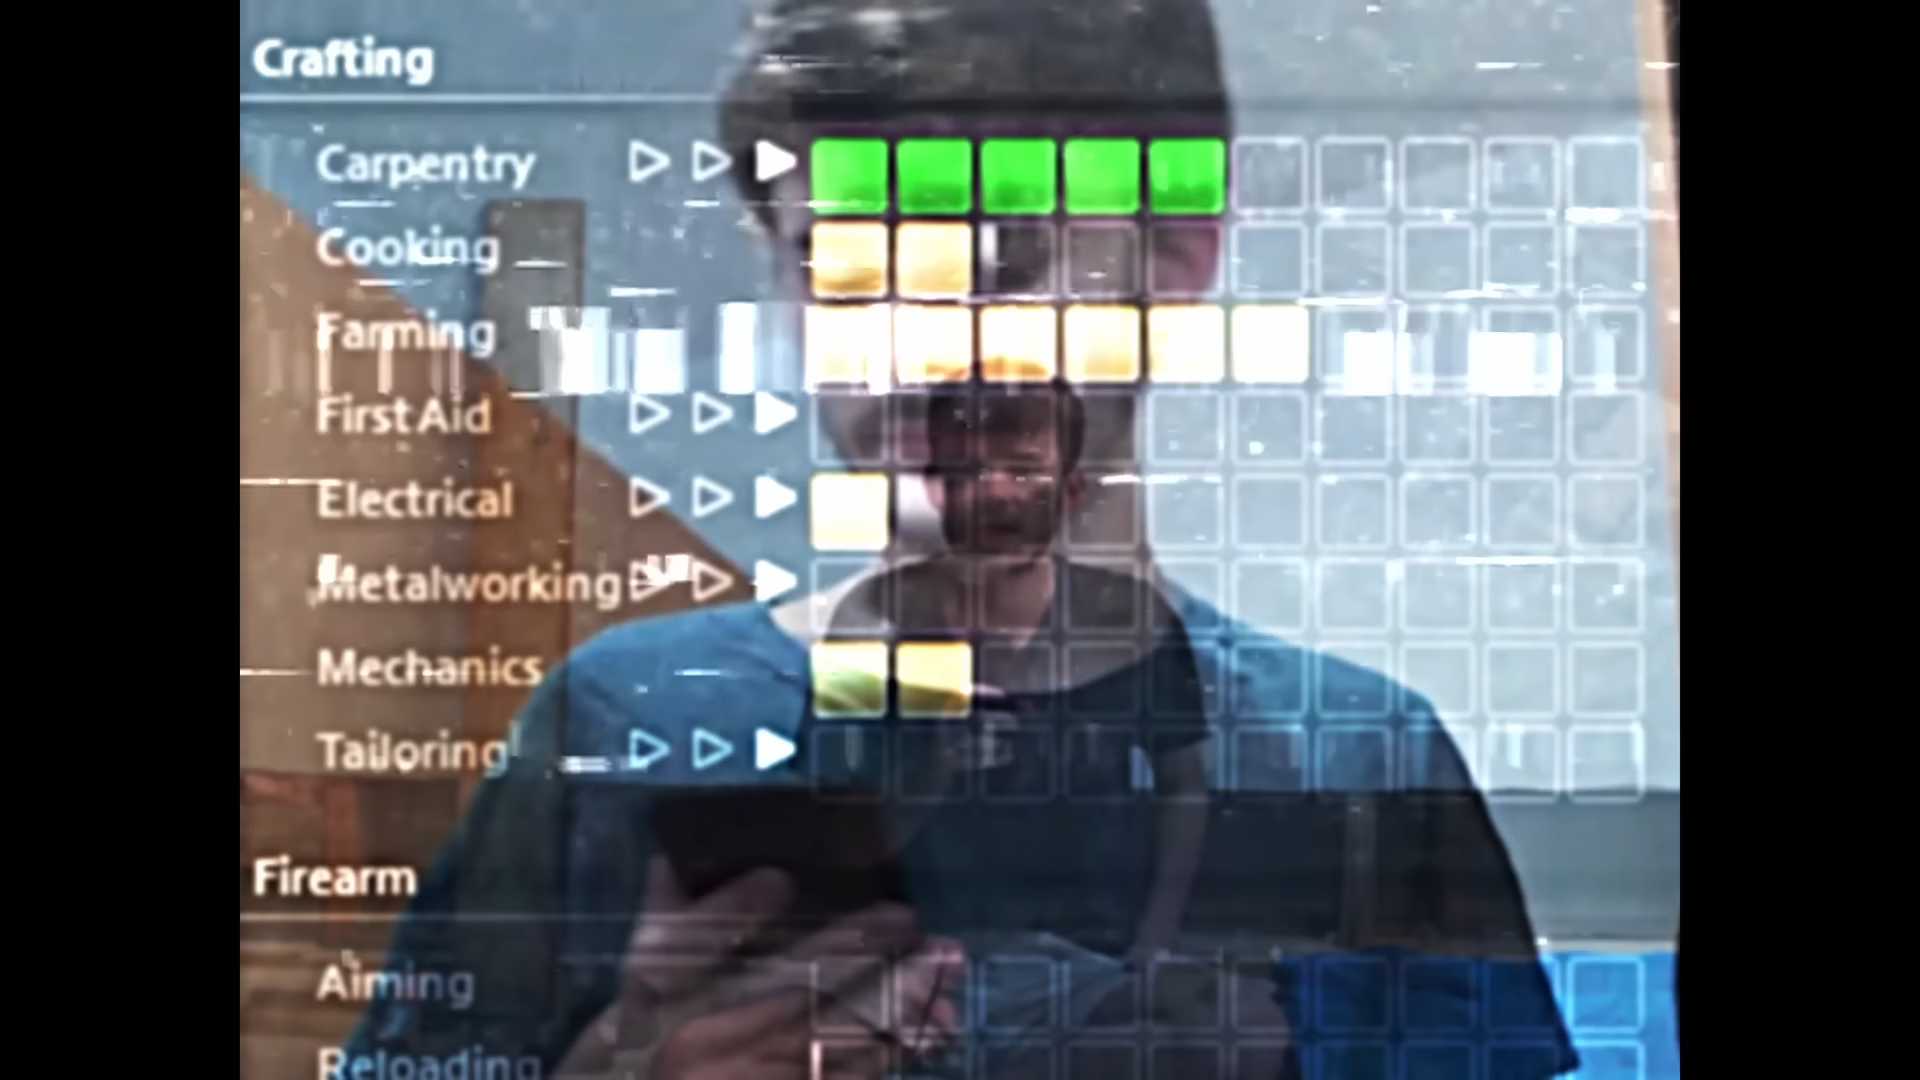 Crafting
Carpentry
Cooking
Farming
First Aid
Electrical
Metalworking
Mechanics
Tailoring
Firearm
Aiming
Reloading